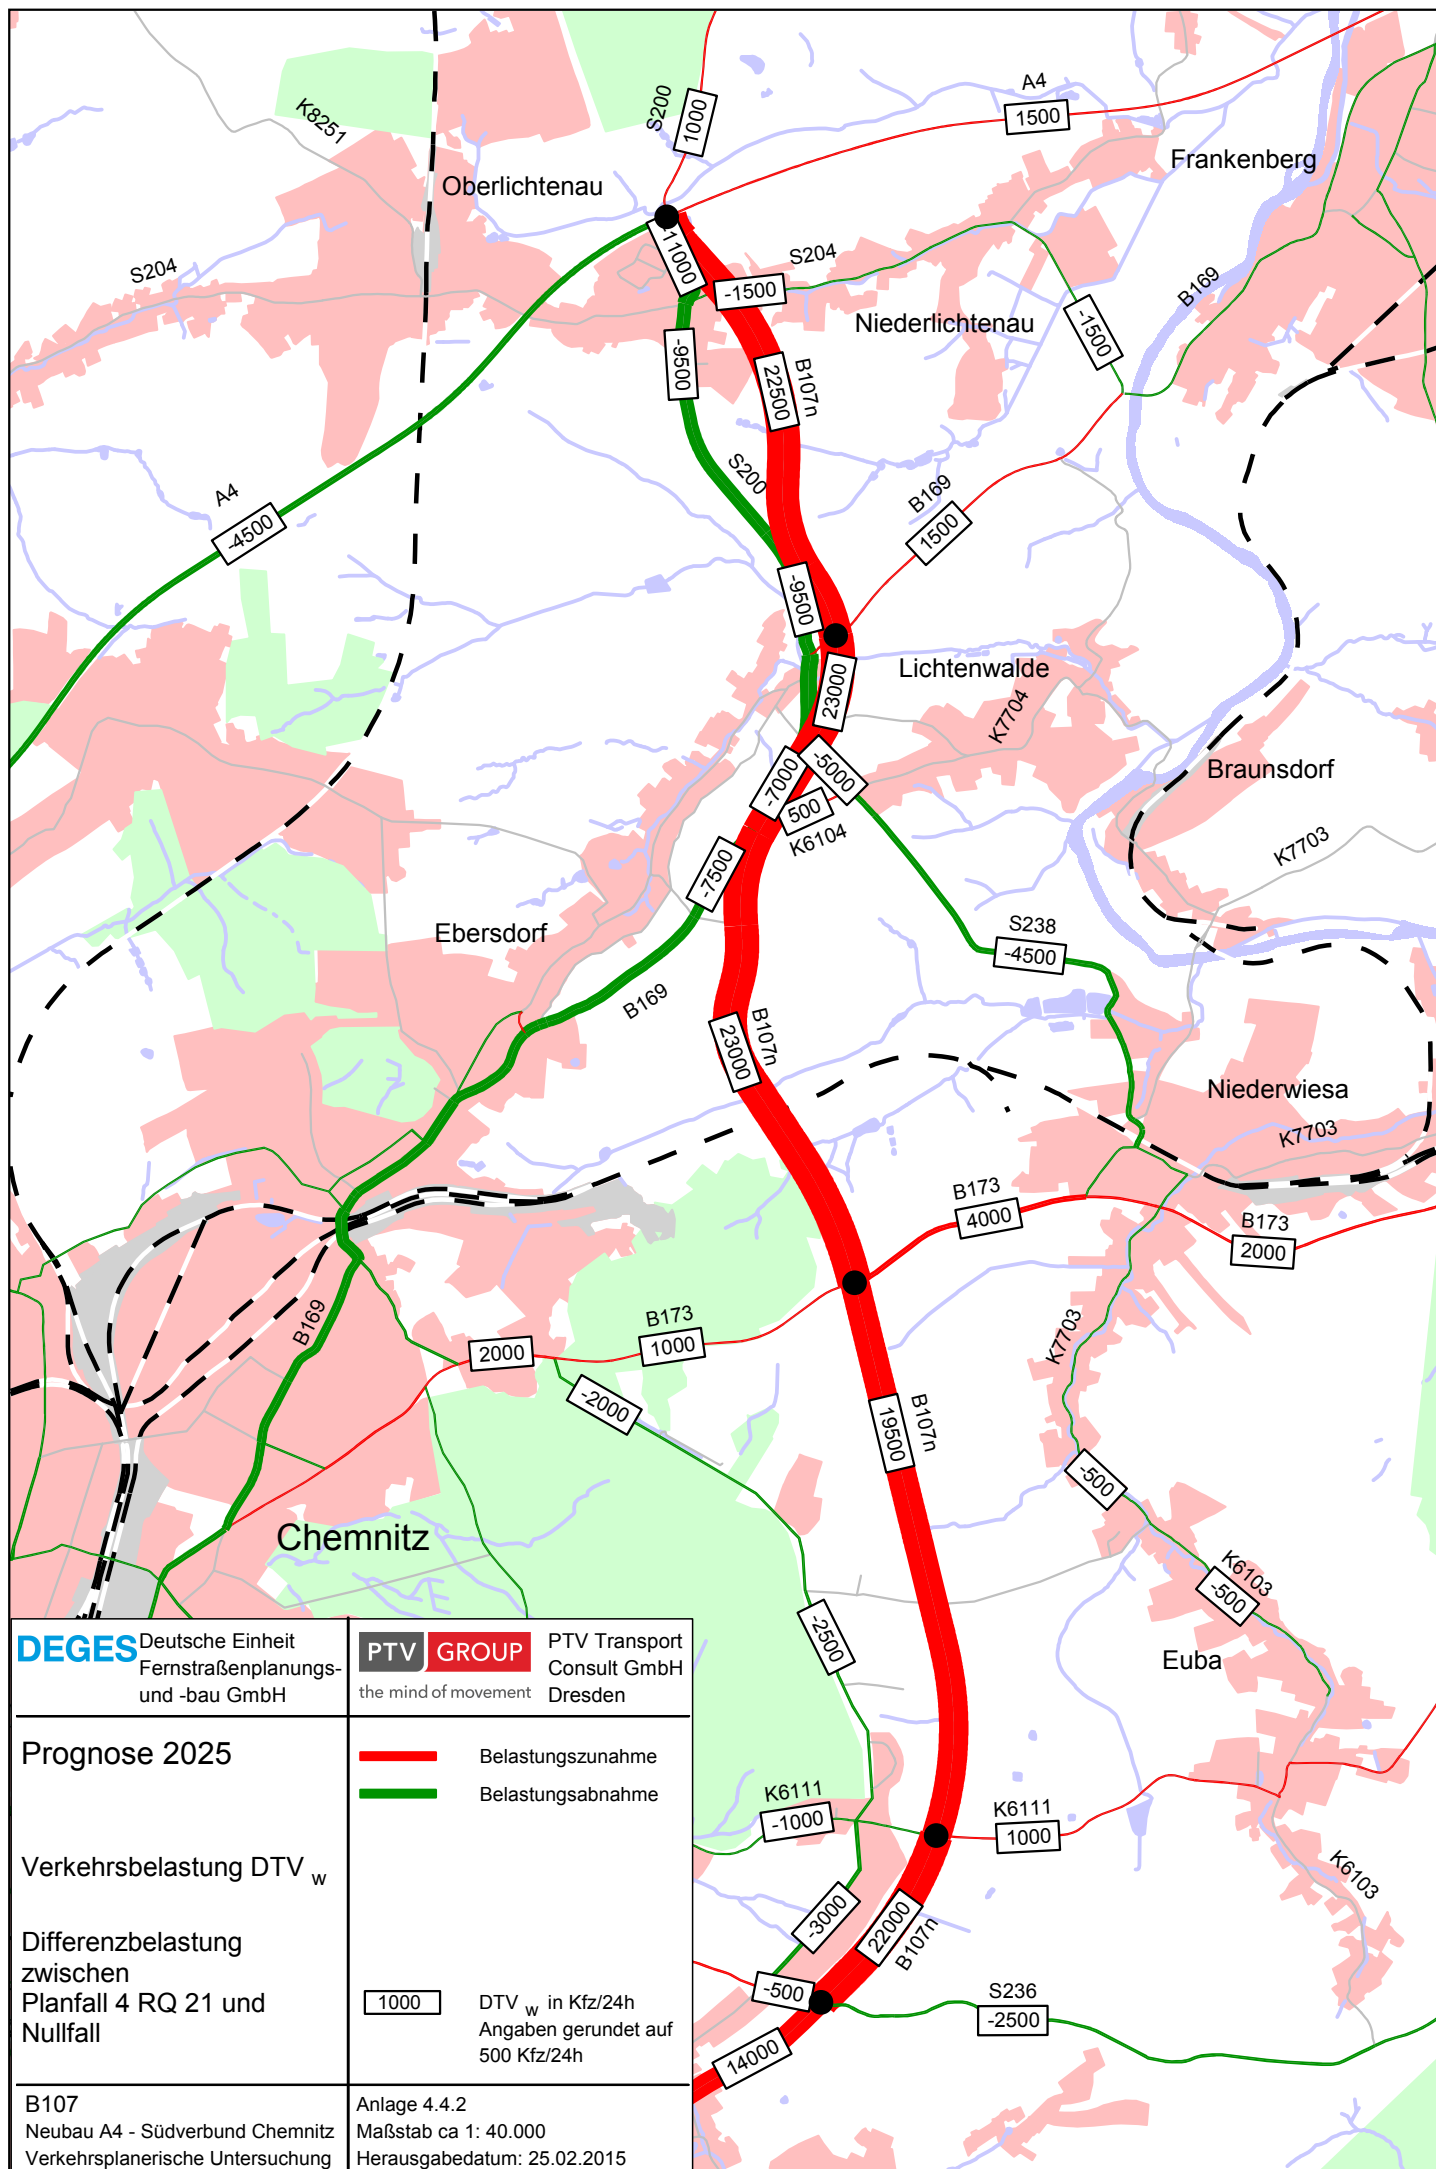 A4
1500
S200
1000
K8251
Frankenberg
Oberlichtenau
S204
-11000
S204
-1500
B169
Niederlichtenau
-1500
-9500
22500
B107n
S200
B169
A4
-4500
1500
-9500
Lichtenwalde
23000
K7704
-7000
-5000
Braunsdorf
500
K6104
K7703
-7500
Ebersdorf
S238
-4500
B169
B107n
23000
Niederwiesa
K7703
B173
4000
B173
2000
B169
B173
1000
2000
K7703
-2000
B107n
19500
-500
Chemnitz
K6103
-500
-2500
Euba
DEGES
Deutsche Einheit
Fernstraßenplanungs-
und -bau GmbH
PTV GROUP
the mind of movement
PTV Transport
Consult GmbH
Dresden
Prognose 2025
Belastungszunahme
Belastungsabnahme
K6111
-1000
K6111
1000
Verkehrsbelastung DTV w
K6103
-3000
22000
B107n
Differenzbelastung
zwischen
Planfall 4 RQ 21 und
Nullfall
1000
DTV w in Kfz/24h
Angaben gerundet auf
500 Kfz/24h
-500
S236
-2500
14000
B107
Neubau A4 - Südverbund Chemnitz
Verkehrsplanerische Untersuchung
Anlage 4.4.2
Maßstab ca 1: 40.000
Herausgabedatum: 25.02.2015